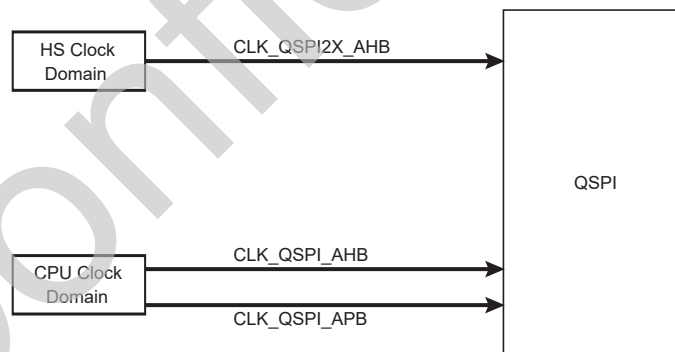 HS Clock
Domain
CLK_QSPI2X_AHB
QSPI
CPU Clock
Domain
CLK_QSPI_AHB
CLK_QSPI_APB